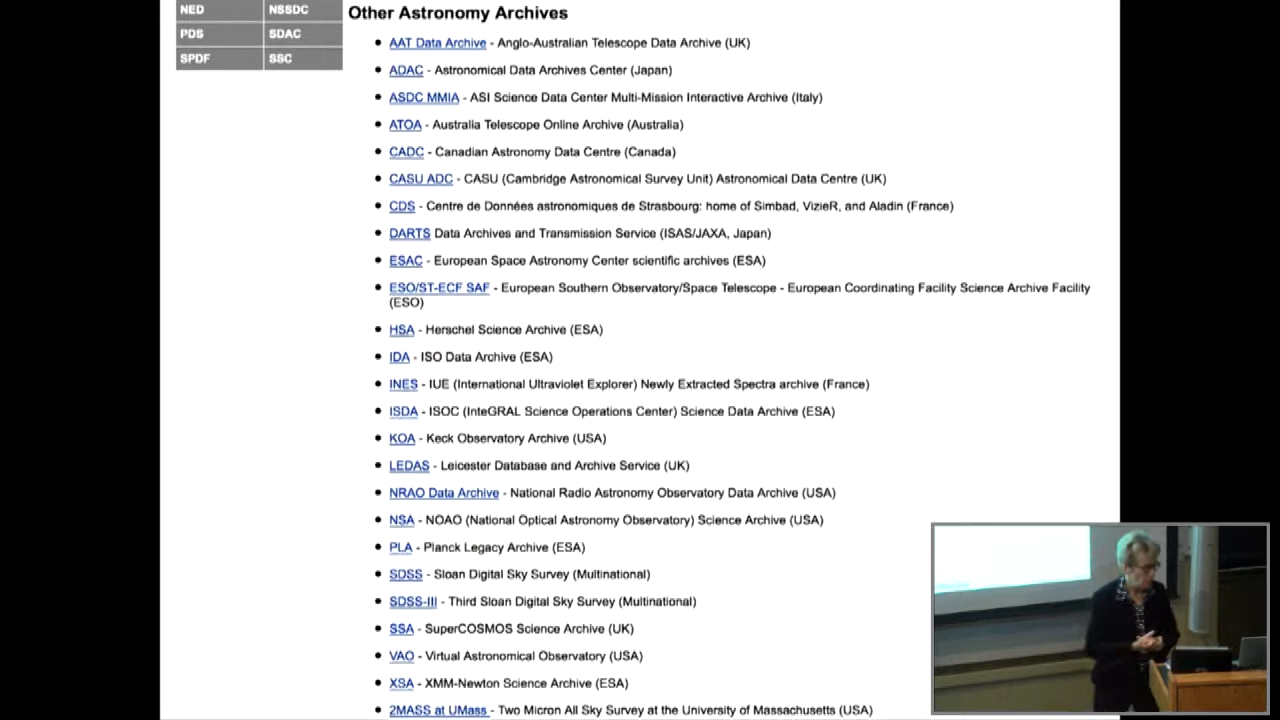 NED NSSDC
PDS SDAC
SPDF SSC
Other Astronomy Archives
AAT Data Archive - Anglo-Australian Telescope Data Archive (UK)
ADAC - Astronomical Data Archives Center (Japan)
ASDC MMIA - ASI Science Data Center Multi-Mission Interactive Archive (Italy)
ATOA - Australia Telescope Online Archive (Australia)
CADC - Canadian Astronomy Data Centre (Canada)
CASU ADC - CASU (Cambridge Astronomical Survey Unit) Astronomical Data Centre (UK)
CDS - Centre de Données astronomiques de Strasbourg: home of Simbad, VizieR, and Aladin (France)
DARTS Data Archives and Transmission Service (ISAS/JAXA, Japan)
ESAC - European Space Astronomy Center scientific archives (ESA)
ESO/ST-ECF SAF - European Southern Observatory/Space Telescope - European Coordinating Facility Science Archive Facility
(ESO)
HSA - Herschel Science Archive (ESA)
IDA - ISO Data Archive (ESA)
INES - IUE (International Ultraviolet Explorer) Newly Extracted Spectra archive (France)
ISDA - ISOC (InteGRAL Science Operations Center) Science Data Archive (ESA)
KOA - Keck Observatory Archive (USA)
LEDAS - Leicester Database and Archive Service (UK)
NRAO Data Archive - National Radio Astronomy Observatory Data Archive (USA)
NSA - NOAO (National Optical Astronomy Observatory) Science Archive (USA)
PLA - Planck Legacy Archive (ESA)
SDSS - Sloan Digital Sky Survey (Multinational)
SDSS-III - Third Sloan Digital Sky Survey (Multinational)
SSA - SuperCOSMOS Science Archive (UK)
VAO - Virtual Astronomical Observatory (USA)
XSA - XMM-Newton Science Archive (ESA)
2MASS at UMass - Two Micron All Sky Survey at the University of Massachusetts (USA)